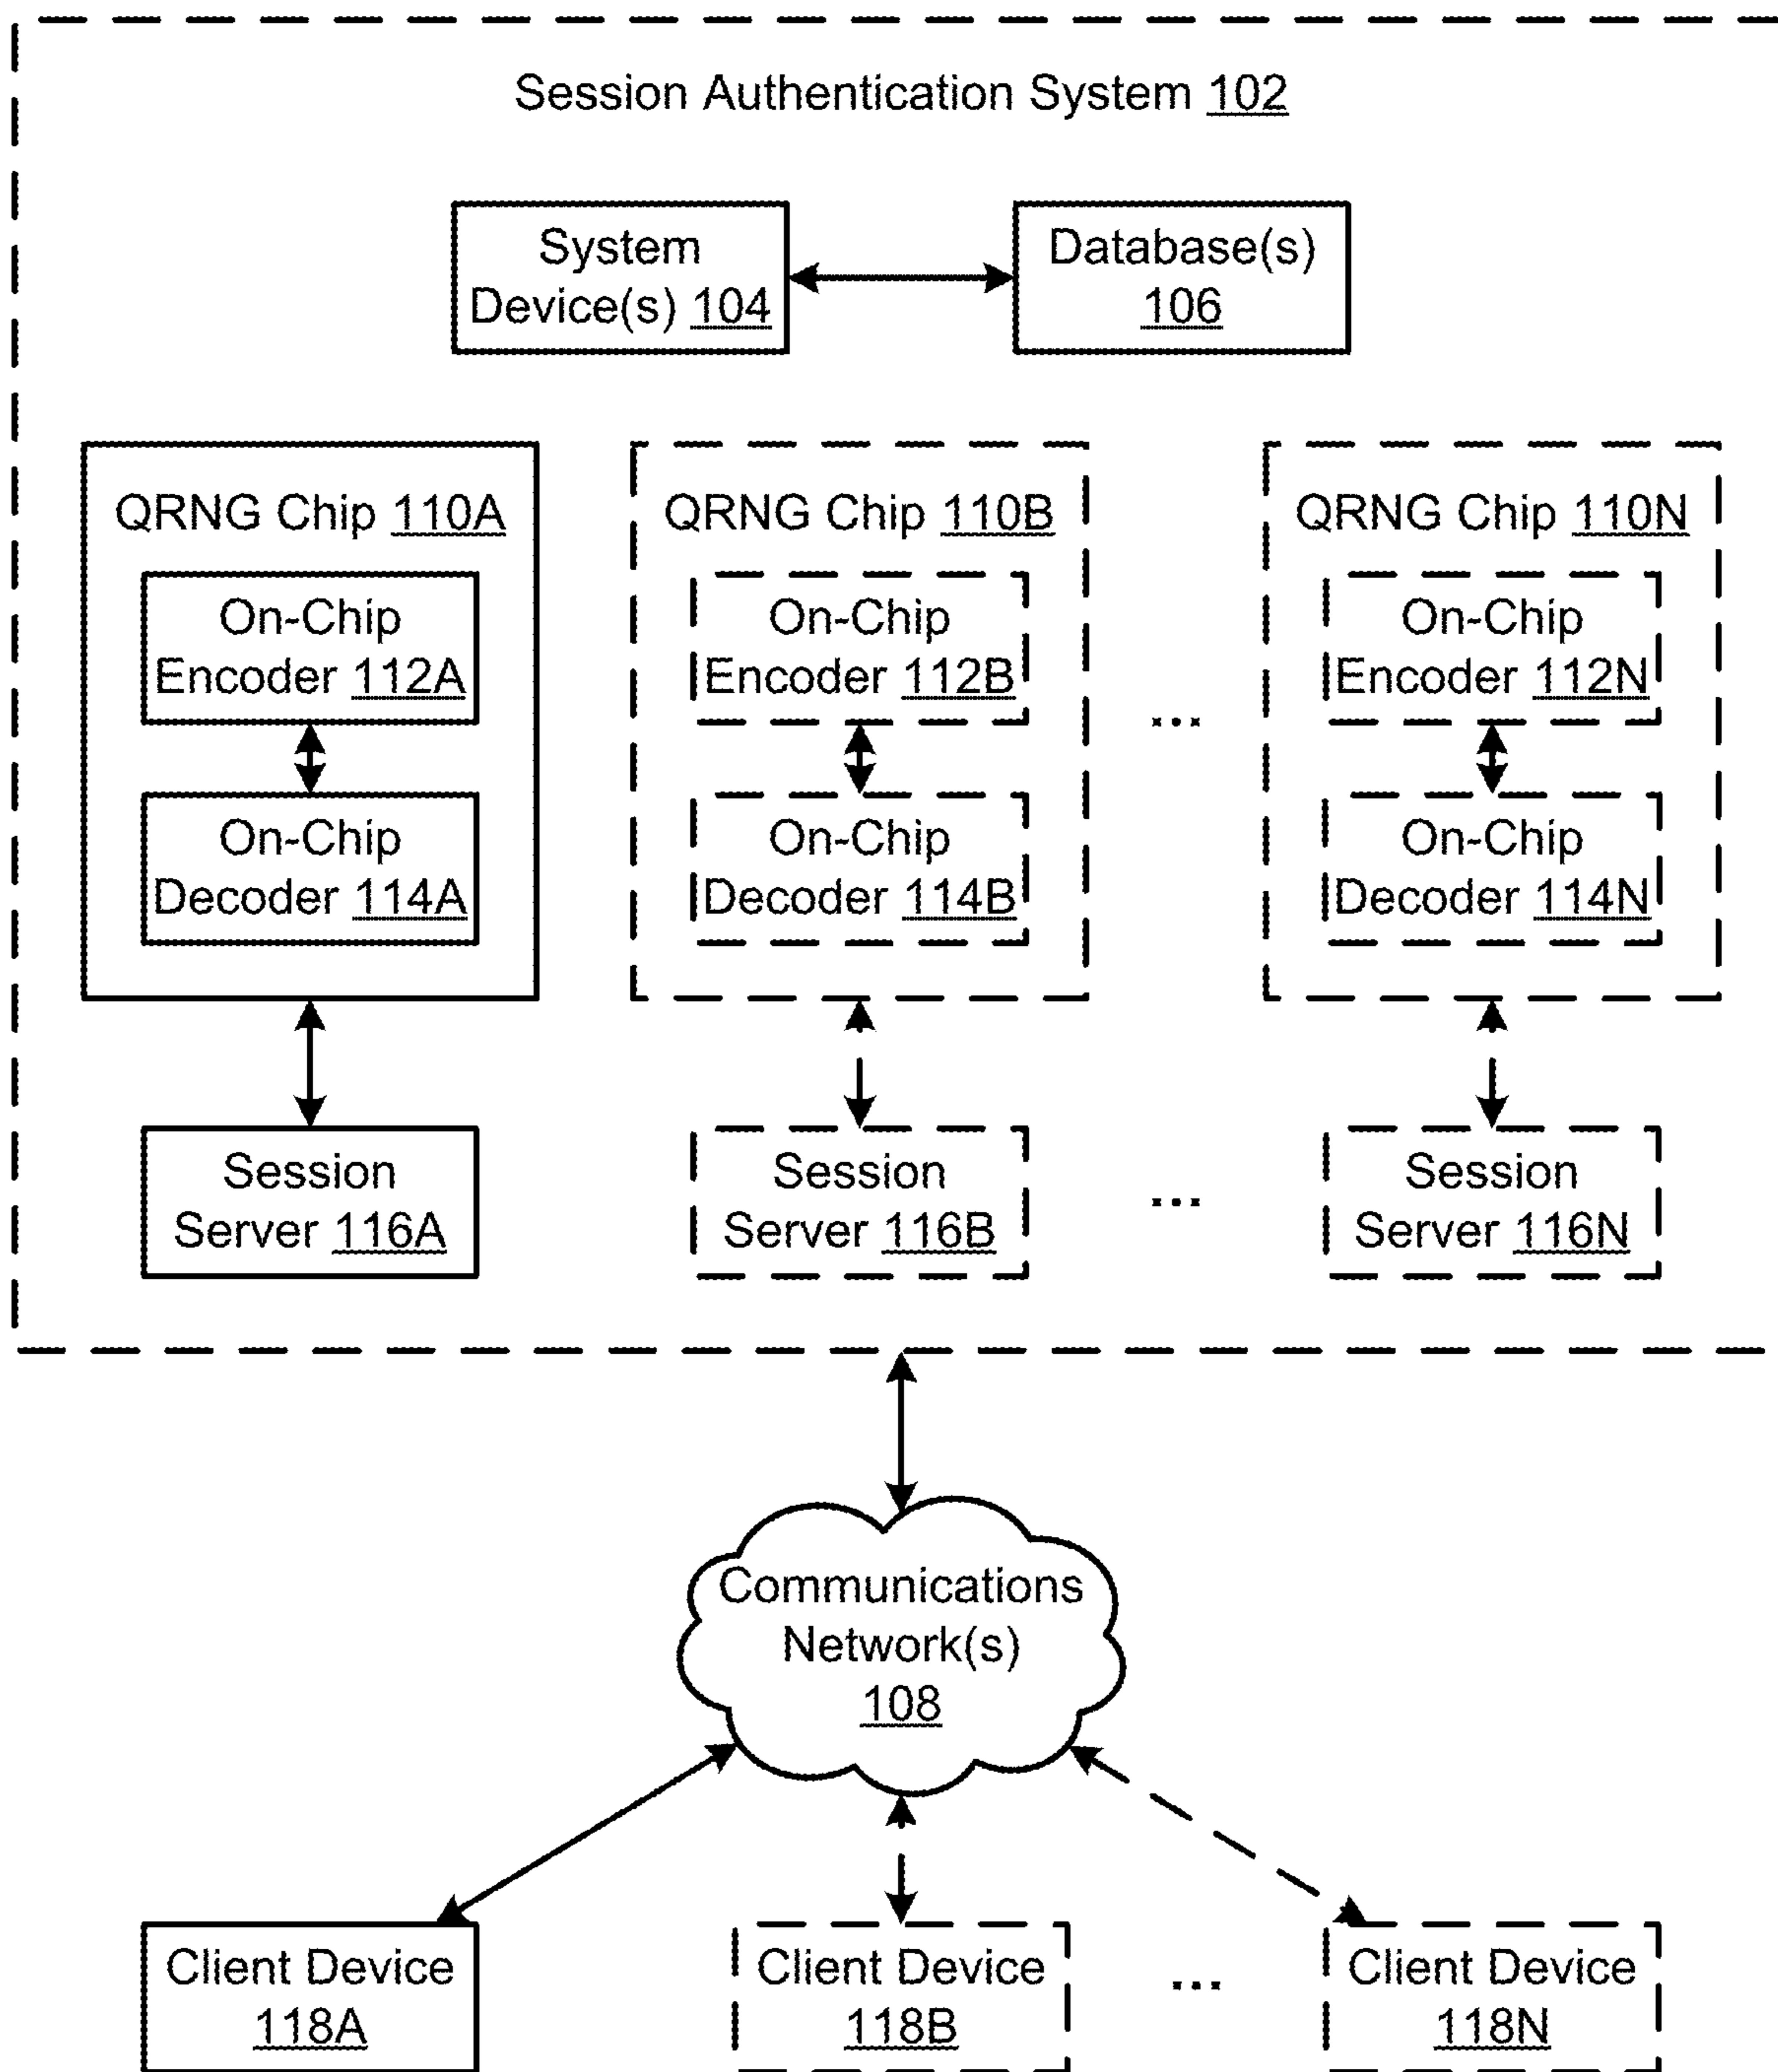 Session Authentication System 102
System
Device(s) 104
Database(s)
106
QRNG Chip 110A
On-Chip
Encoder 112A
On-Chip
Decoder 114A
QRNG Chip 110B
On-Chip
Encoder 112B
On-Chip
Decoder 114B
...
QRNG Chip 110N
On-Chip
Encoder 112N
On-Chip
Decoder 114N
Session
Server 116A
Session
Server 116B
...
Session
Server 116N
Communications
Network(s)
108
Client Device
118A
Client Device
118B
...
Client Device
118N